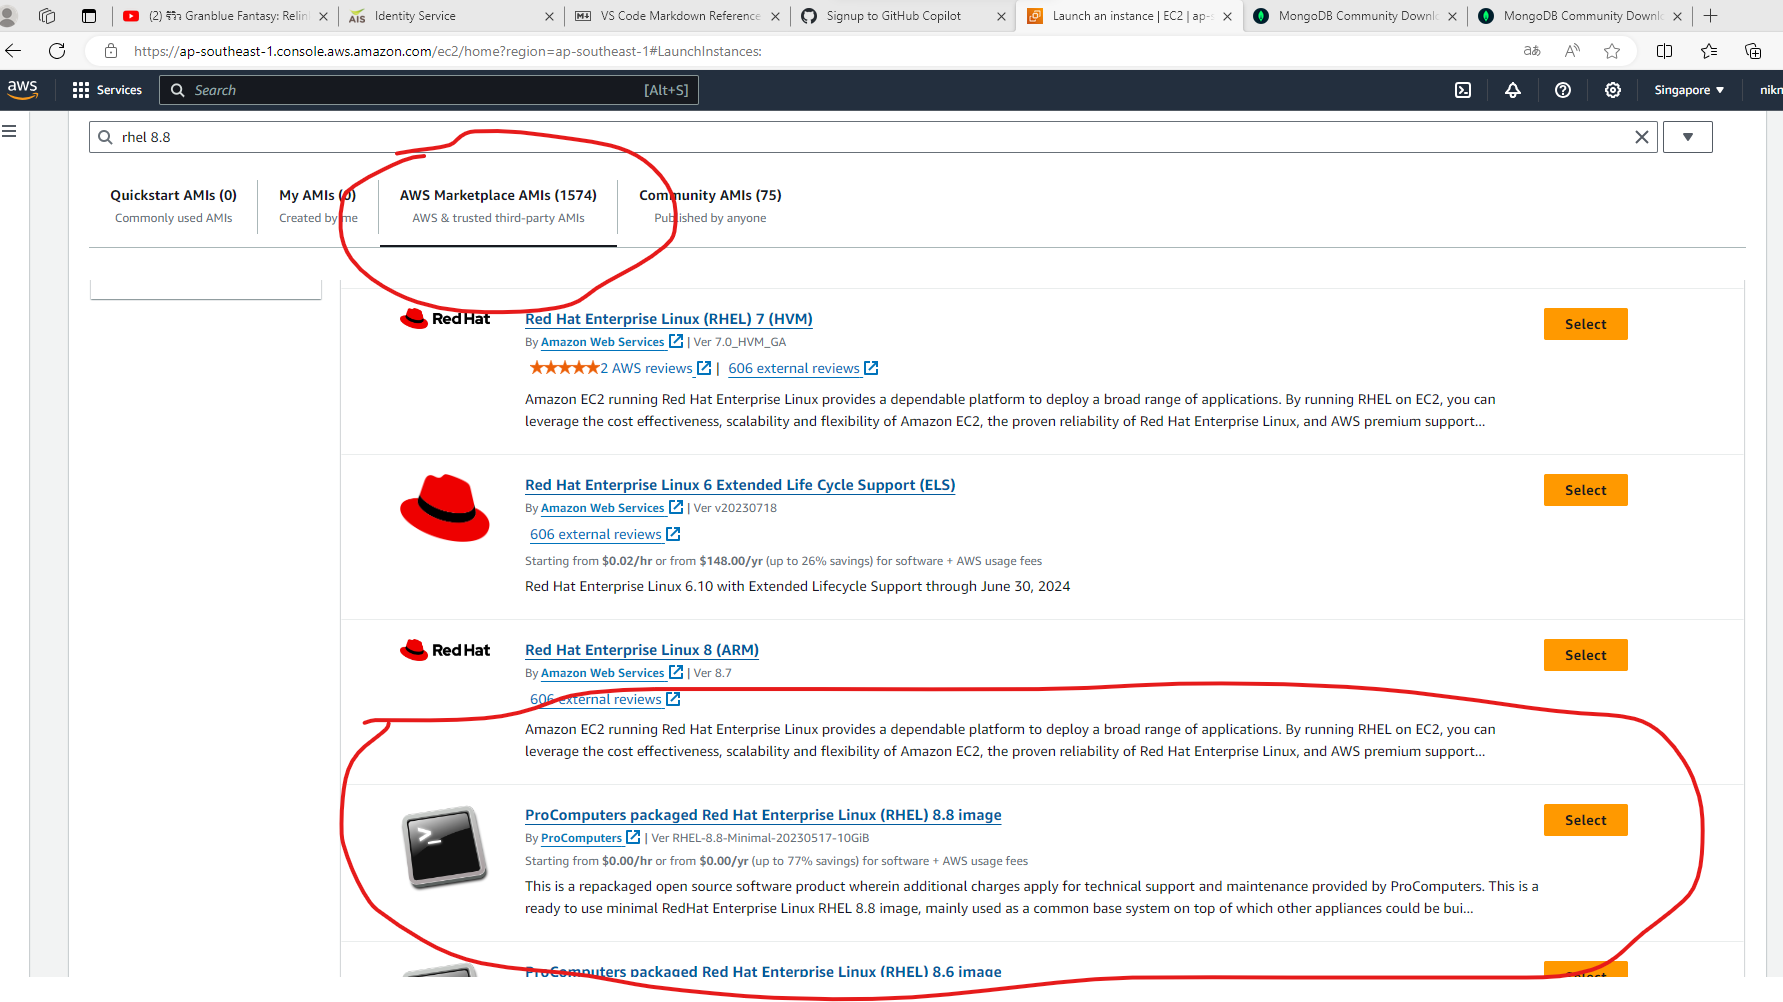 (2) รีวิว Granblue Fantasy: Relin
AIS Identity Service
VS Code Markdown Reference
Signup to GitHub Copilot
Launch an instance | EC2 | ap-s
MongoDB Community Downl
MongoDB Community Downl
https://ap-southeast-1.console.aws.amazon.com/ec2/home?region=ap-southeast-1#LaunchInstances:
aws Services Search [Alt+S] Singapore nikn
rhel 8.8
Quickstart AMIs (0) My AMIs (0) AWS Marketplace AMIs (1574) Community AMIs (75)
Commonly used AMIs Created by me AWS & trusted third-party AMIs Published by anyone
Red Hat Red Hat Enterprise Linux (RHEL) 7 (HVM) Select
By Amazon Web Services | Ver 7.0_HVM_GA
2 AWS reviews | 606 external reviews
Amazon EC2 running Red Hat Enterprise Linux provides a dependable platform to deploy a broad range of applications. By running RHEL on EC2, you can
leverage the cost effectiveness, scalability and flexibility of Amazon EC2, the proven reliability of Red Hat Enterprise Linux, and AWS premium support...
Red Hat Enterprise Linux 6 Extended Life Cycle Support (ELS) Select
By Amazon Web Services | Ver v20230718
606 external reviews
Starting from $0.02/hr or from $148.00/yr (up to 26% savings) for software + AWS usage fees
Red Hat Enterprise Linux 6.10 with Extended Lifecycle Support through June 30, 2024
Red Hat Red Hat Enterprise Linux 8 (ARM) Select
By Amazon Web Services | Ver 8.7
606 external reviews
Amazon EC2 running Red Hat Enterprise Linux provides a dependable platform to deploy a broad range of applications. By running RHEL on EC2, you can
leverage the cost effectiveness, scalability and flexibility of Amazon EC2, the proven reliability of Red Hat Enterprise Linux, and AWS premium support...
ProComputers packaged Red Hat Enterprise Linux (RHEL) 8.8 image Select
By ProComputers | Ver RHEL-8.8-Minimal-20230517-10GiB
Starting from $0.00/hr or from $0.00/yr (up to 77% savings) for software + AWS usage fees
This is a repackaged open source software product wherein additional charges apply for technical support and maintenance provided by ProComputers. This is a
ready to use minimal RedHat Enterprise Linux RHEL 8.8 image, mainly used as a common base system on top of which other appliances could be bui...
ProComputers packaged Red Hat Enterprise Linux (RHEL) 8.6 image Select